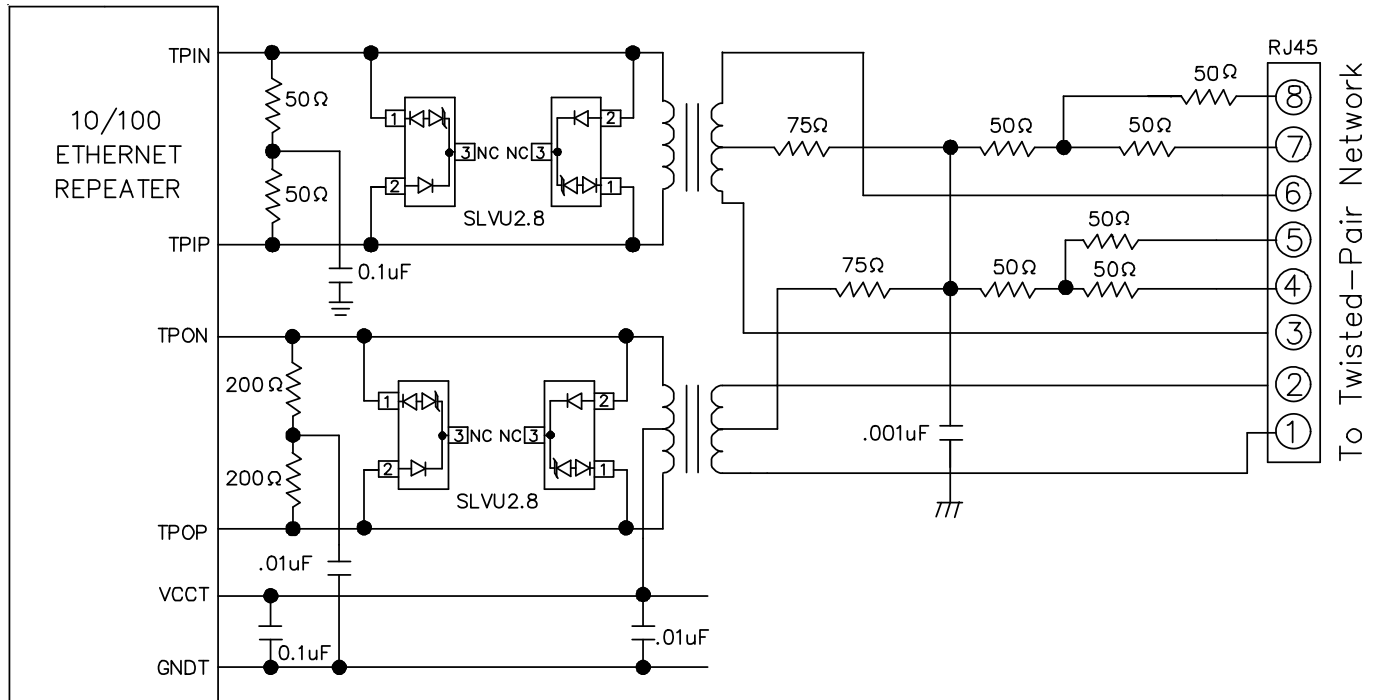 10/100
ETHERNET
REPEATER
TPIN
TPIP
TPON
TPOP
VCCT
GNDT
50Ω
50Ω
0.1uF
1
2
3 NC
NC 3
2
1
SLVU2.8
200Ω
200Ω
.01uF
0.1uF
1
2
3 NC
NC 3
2
1
SLVU2.8
.01uF
75Ω
50Ω
50Ω
50Ω
75Ω
50Ω
50Ω
50Ω
.001uF
RJ45
8
7
6
5
4
3
2
1
To Twisted-Pair Network